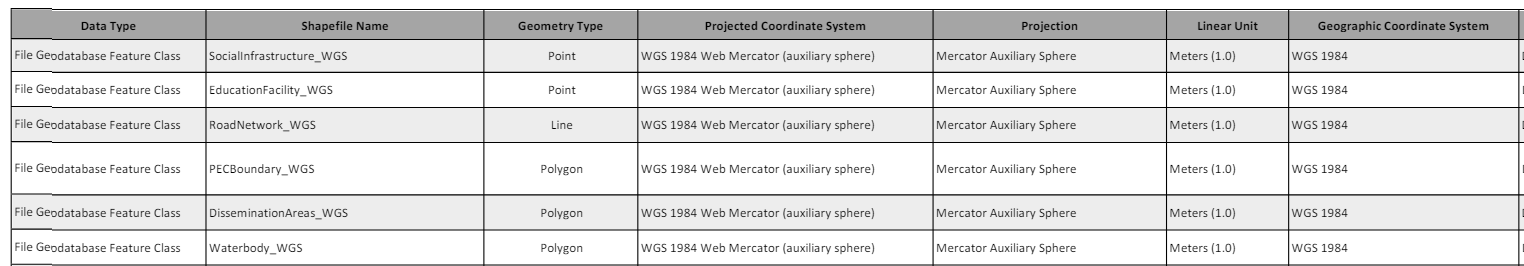 Data Type Shapefile Name Geometry Type Projected Coordinate System Projection Linear Unit Geographic Coordinate System
File Geodatabase Feature Class SocialInfrastructure_WGS Point WGS 1984 Web Mercator (auxiliary sphere) Mercator Auxiliary Sphere Meters (1.0) WGS 1984
File Geodatabase Feature Class EducationFacility_WGS Point WGS 1984 Web Mercator (auxiliary sphere) Mercator Auxiliary Sphere Meters (1.0) WGS 1984
File Geodatabase Feature Class RoadNetwork_WGS Line WGS 1984 Web Mercator (auxiliary sphere) Mercator Auxiliary Sphere Meters (1.0) WGS 1984
File Geodatabase Feature Class PECBoundary_WGS Polygon WGS 1984 Web Mercator (auxiliary sphere) Mercator Auxiliary Sphere Meters (1.0) WGS 1984
File Geodatabase Feature Class DisseminationAreas_WGS Polygon WGS 1984 Web Mercator (auxiliary sphere) Mercator Auxiliary Sphere Meters (1.0) WGS 1984
File Geodatabase Feature Class Waterbody_WGS Polygon WGS 1984 Web Mercator (auxiliary sphere) Mercator Auxiliary Sphere Meters (1.0) WGS 1984